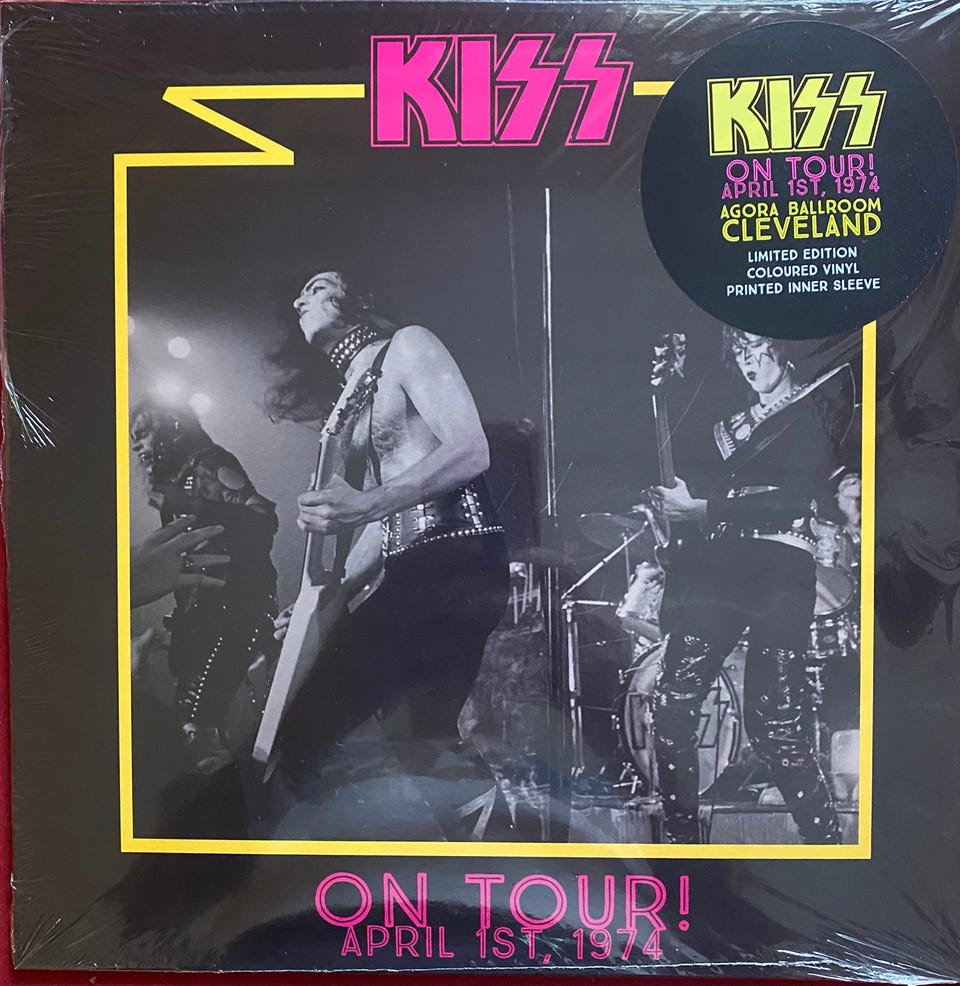 KISS
KISS
ON TOUR!
APRIL 1ST, 1974
AGORA BALLROOM
CLEVELAND
LIMITED EDITION
COLOURED VINYL
PRINTED INNER SLEEVE
KISS
ON TOUR!
APRIL 1ST, 1974